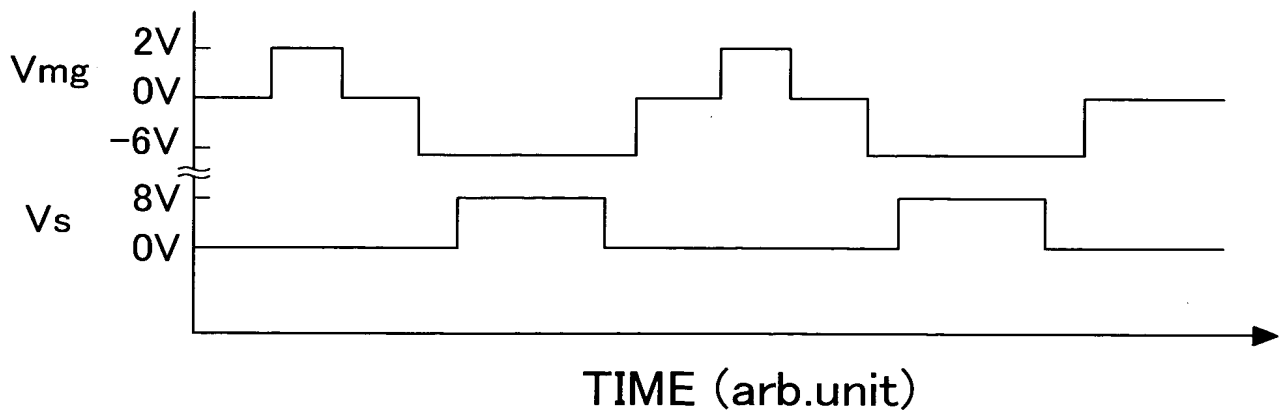 2V
Vmg
0V
−6V
8V
Vs
0V
TIME (arb.unit)